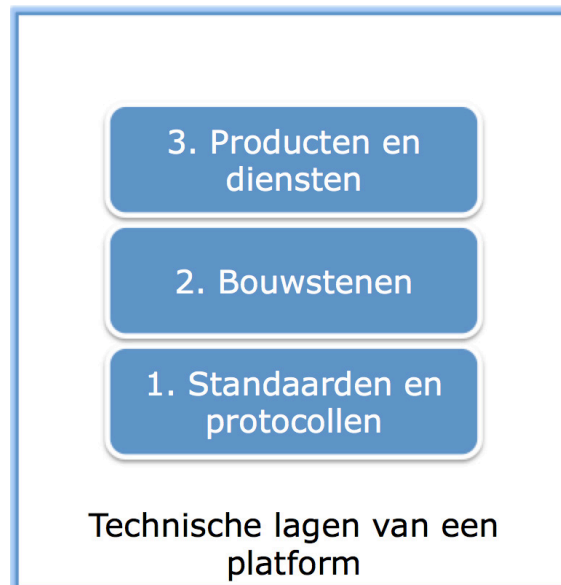 3. Producten en
diensten
2. Bouwstenen
1. Standaarden en
protocollen
Technische lagen van een
platform